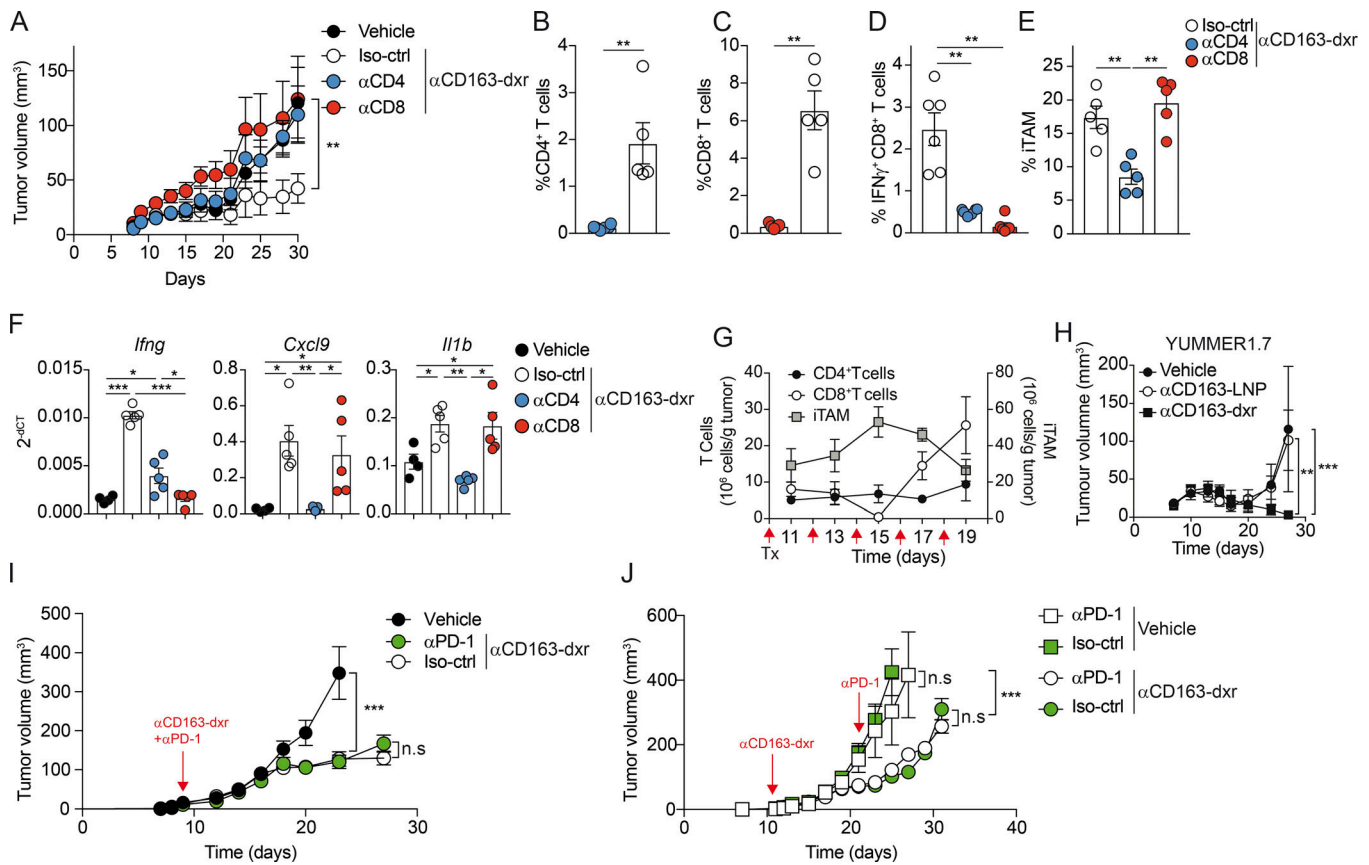 A
Tumor volume (mm³)
150
100
50
0
0 5 10 15 20 25 30
Days
Vehicle
Iso-ctrl
αCD4
αCD8
αCD163-dxr
**
B
%CD4⁺ T cells
4
3
2
1
0
**
C
%CD8⁺ T cells
10
8
6
4
2
0
**
D
% IFNγ⁺ CD8⁺ T cells
5
4
3
2
1
0
**
**
E
% iTAM
25
20
15
10
5
0
** **
Iso-ctrl
αCD4
αCD8
αCD163-dxr
F
2^-dCT
Ifng
0.015
0.010
0.005
0.000
* *
*** ***
Cxcl9
0.8
0.6
0.4
0.2
0.0
*
* ** *
Il1b
0.3
0.2
0.1
0.0
*
* ** *
Vehicle
Iso-ctrl
αCD4
αCD8
αCD163-dxr
G
T Cells
(10⁶ cells/g tumor)
60
40
20
0
CD4⁺T cells
CD8⁺T cells
iTAM
80
60
40
20
0
iTAM
(10⁶ cells/g tumor)
11 13 15 17 19
Tx
Time (days)
H
YUMMER1.7
Vehicle
αCD163-LNP
αCD163-dxr
Tumour volume (mm³)
200
150
100
50
0
0 10 20 30
Time (days)
** ***
I
Tumor volume (mm³)
500
400
300
200
100
0
0 10 20 30
Time (days)
αCD163-dxr
+αPD-1
Vehicle
αPD-1
Iso-ctrl
αCD163-dxr
***
n.s
J
Tumor volume (mm³)
600
400
200
0
0 10 20 30 40
Time (days)
αCD163-dxr
αPD-1
n.s
n.s
***
αPD-1
Iso-ctrl
Vehicle
αPD-1
Iso-ctrl
αCD163-dxr